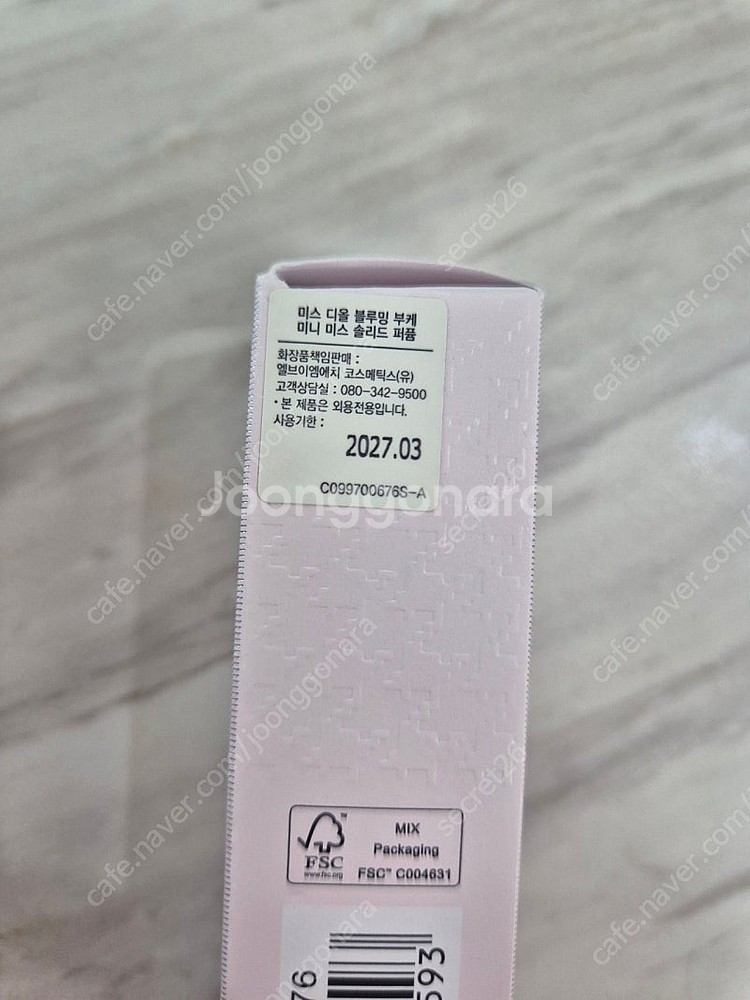 미스 디올 블루밍 부케
미니 미스 솔리드 퍼퓸
화장품책임판매 :
엘브이엠에치 코스메틱스(유)
고객상담실 : 080-342-9500
• 본 제품은 외용전용입니다.
사용기한 :
2027.03
C099700676S-A
Joonggonara
MIX
Packaging
FSC™ C004631
FSC
www.fsc.org
76
593
cafe.naver.com/joonggonara
secret26